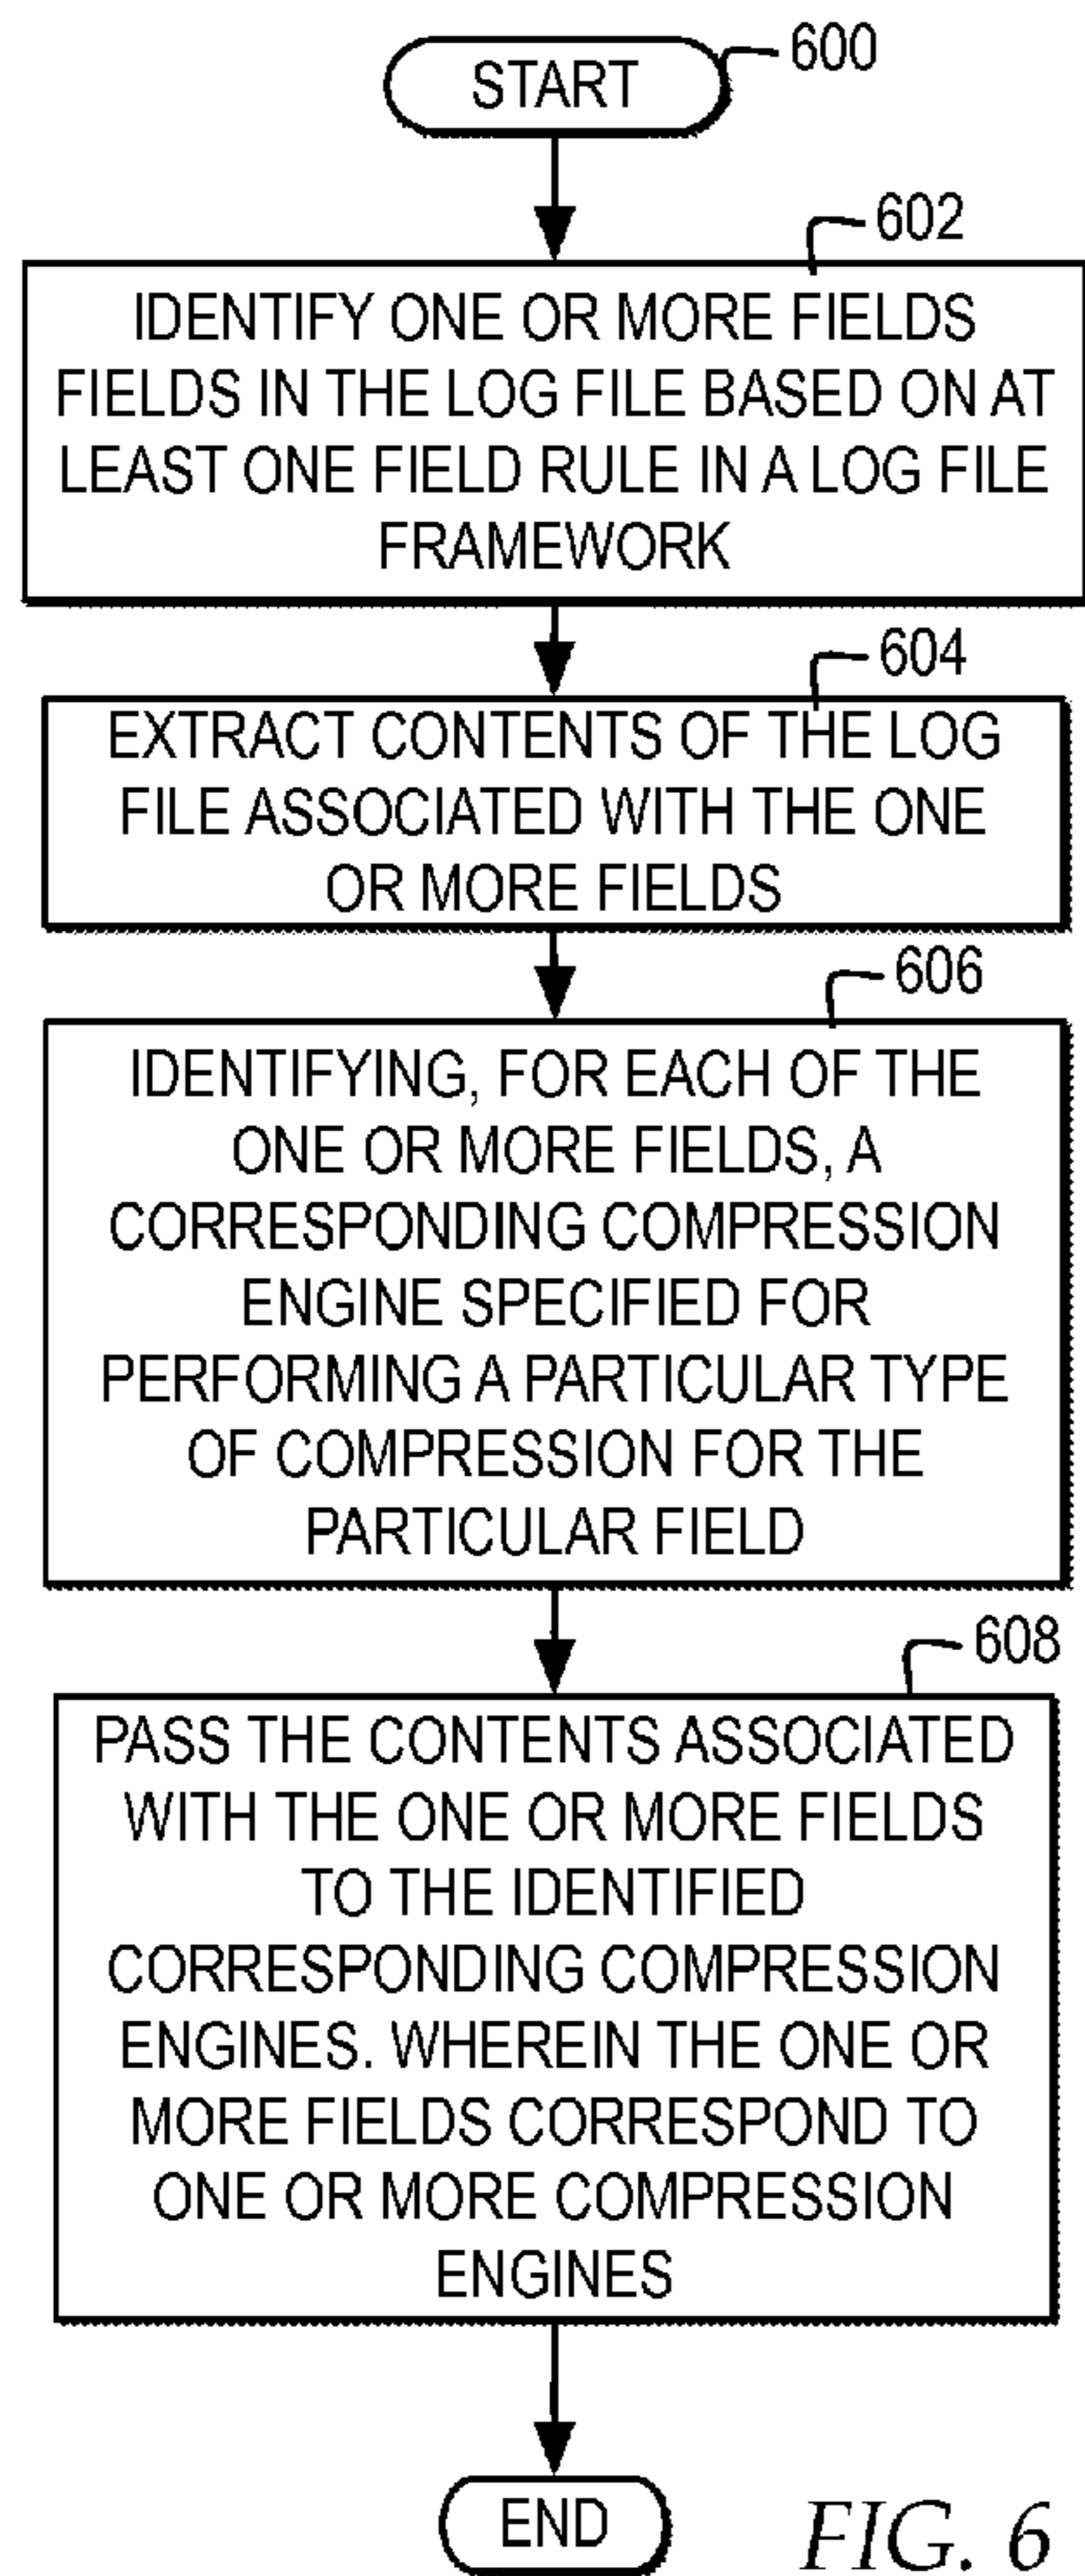 START
600
602
IDENTIFY ONE OR MORE FIELDS
FIELDS IN THE LOG FILE BASED ON AT
LEAST ONE FIELD RULE IN A LOG FILE
FRAMEWORK
604
EXTRACT CONTENTS OF THE LOG
FILE ASSOCIATED WITH THE ONE
OR MORE FIELDS
606
IDENTIFYING, FOR EACH OF THE
ONE OR MORE FIELDS, A
CORRESPONDING COMPRESSION
ENGINE SPECIFIED FOR
PERFORMING A PARTICULAR TYPE
OF COMPRESSION FOR THE
PARTICULAR FIELD
608
PASS THE CONTENTS ASSOCIATED
WITH THE ONE OR MORE FIELDS
TO THE IDENTIFIED
CORRESPONDING COMPRESSION
ENGINES. WHEREIN THE ONE OR
MORE FIELDS CORRESPOND TO
ONE OR MORE COMPRESSION
ENGINES
END
FIG. 6